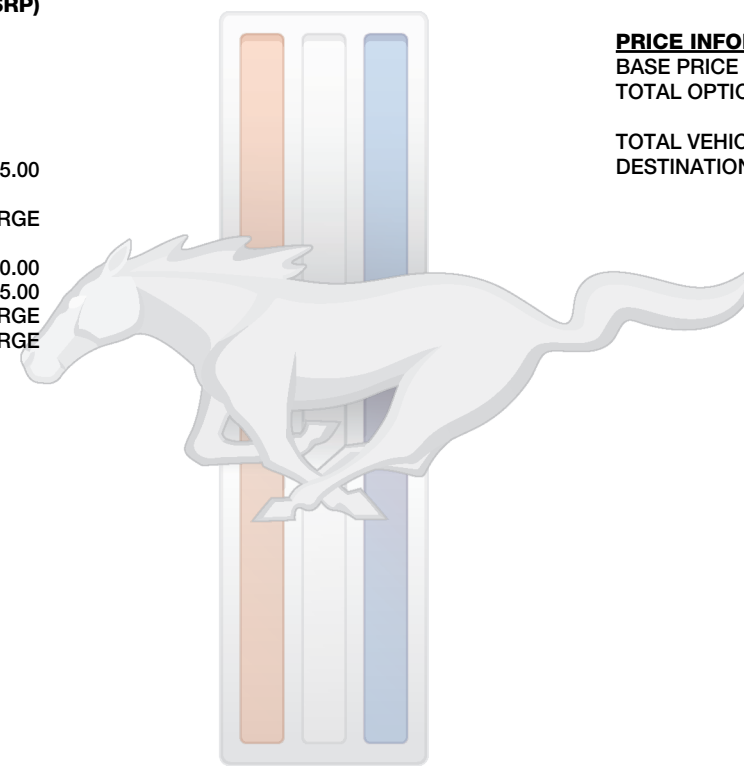 SRP)
5.00
RGE
0.00
5.00
RGE
RGE
PRICE INFO
BASE PRICE
TOTAL OPTIO
TOTAL VEHIC
DESTINATION